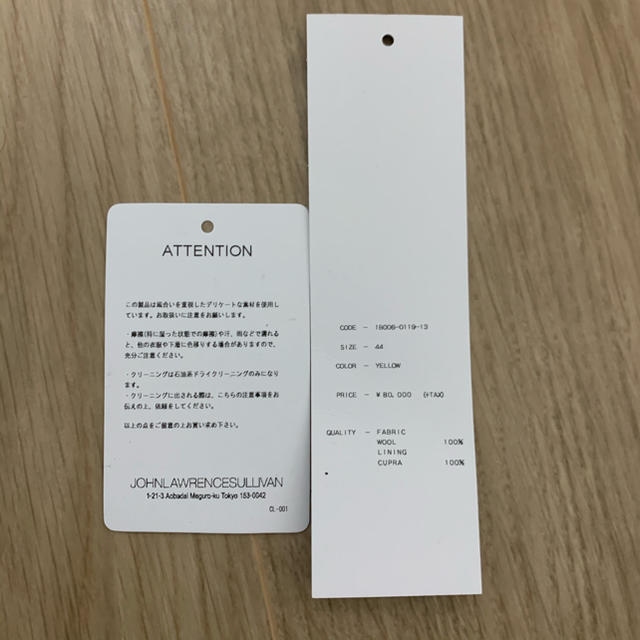 ATTENTION
この製品は風合いを重視したデリケートな素材を使用し
ています。お取扱いに注意をお願いします。
・摩擦(特に湿った状態での摩擦)や汗、雨などで濡れる
と、他の衣服や下着に色移りする場合がありますので、
充分ご注意ください。
・クリーニングは石油系ドライクリーニングのみになり
ます。
・クリーニングに出される際は、こちらの注意事項をお
伝えの上、依頼をしてください。
以上の点をご留意の上お買い求め下さい。
JOHNLAWRENCESULLIVAN
1-21-3 Aobadai Meguro-ku Tokyo 153-0042
CL-001
CODE - 1B006-0119-13
SIZE - 44
COLOR - YELLOW
PRICE - ¥80,000 (+TAX)
QUALITY - FABRIC
WOOL 100%
LINING
CUPRA 100%